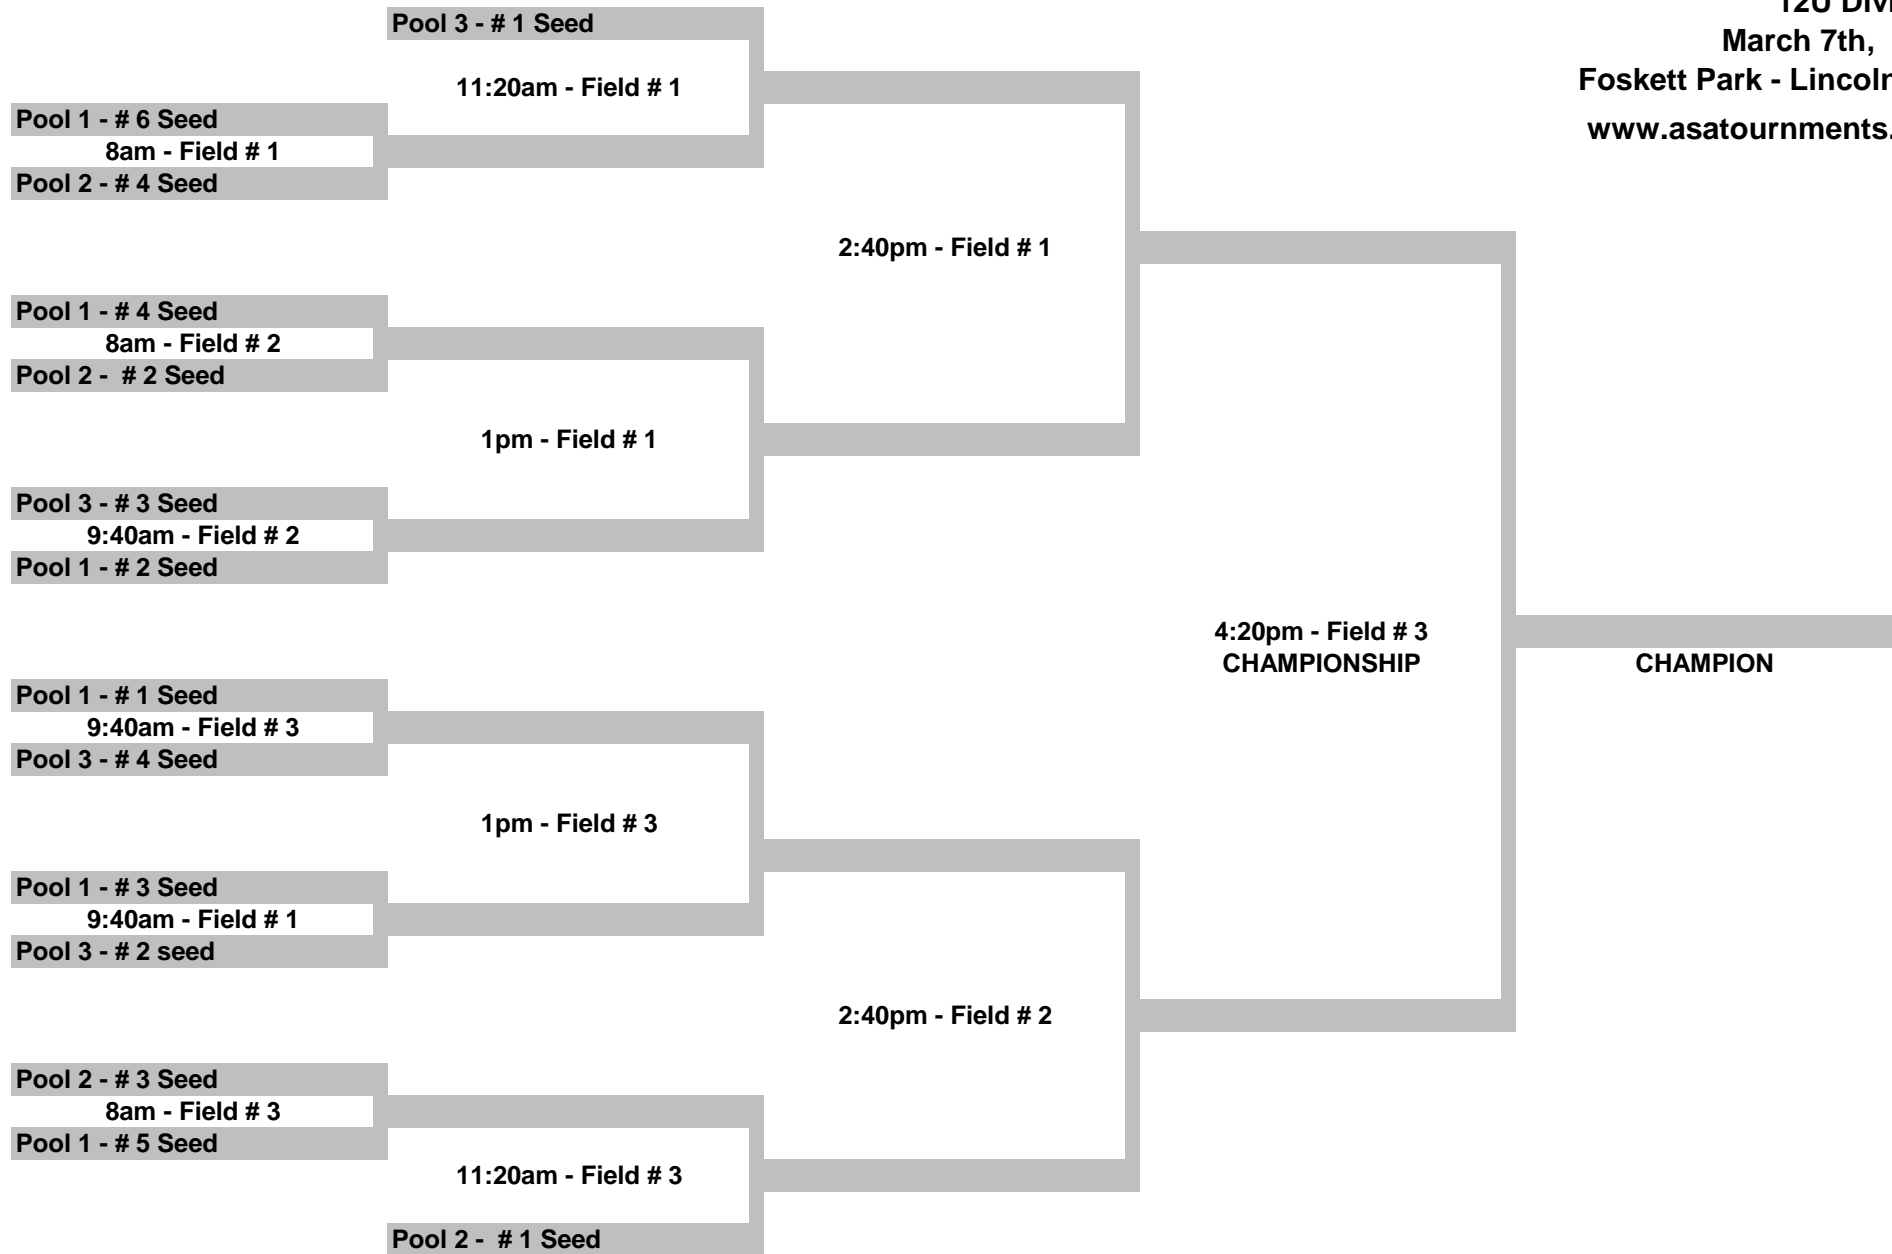 12U DIVI
March 7th,
Foskett Park - Lincoln
www.asatournments.
Pool 3 - # 1 Seed
11:20am - Field # 1
Pool 1 - # 6 Seed
8am - Field # 1
Pool 2 - # 4 Seed
2:40pm - Field # 1
Pool 1 - # 4 Seed
8am - Field # 2
Pool 2 -  # 2 Seed
1pm - Field # 1
Pool 3 - # 3 Seed
9:40am - Field # 2
Pool 1 - # 2 Seed
4:20pm - Field # 3
CHAMPIONSHIP
CHAMPION
Pool 1 - # 1 Seed
9:40am - Field # 3
Pool 3 - # 4 Seed
1pm - Field # 3
Pool 1 - # 3 Seed
9:40am - Field # 1
Pool 3 - # 2 seed
2:40pm - Field # 2
Pool 2 - # 3 Seed
8am - Field # 3
Pool 1 - # 5 Seed
11:20am - Field # 3
Pool 2 -  # 1 Seed